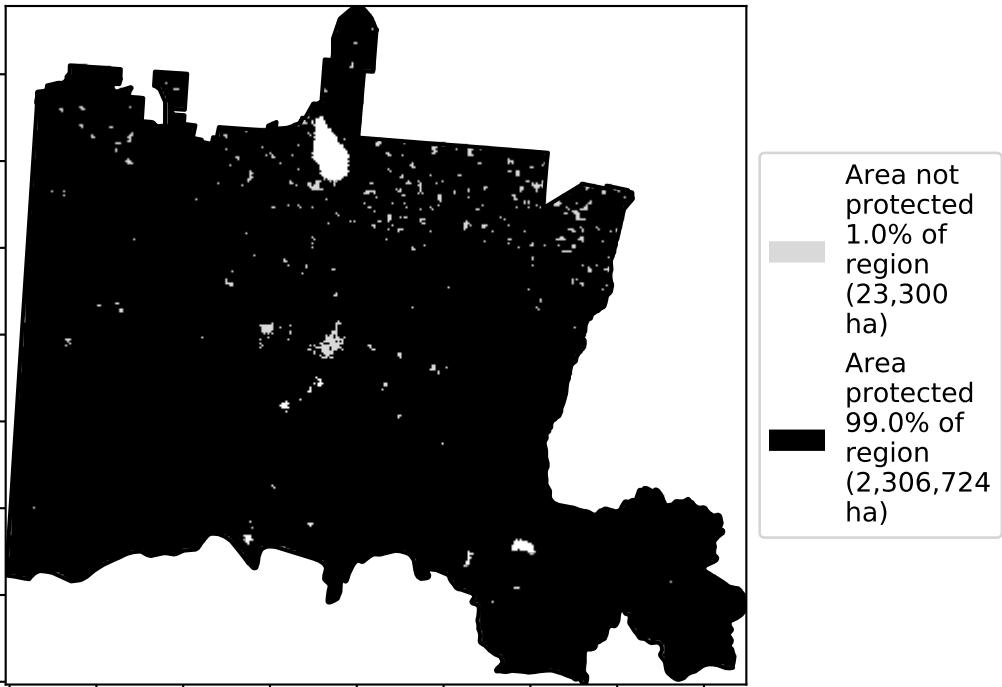 Area not
protected
1.0% of
region
(23,300
ha)
Area
protected
99.0% of
region
(2,306,724
ha)